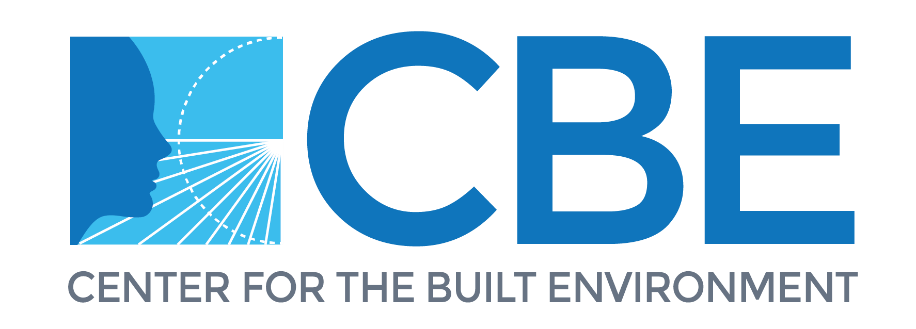 CBE
CENTER FOR THE BUILT ENVIRONMENT